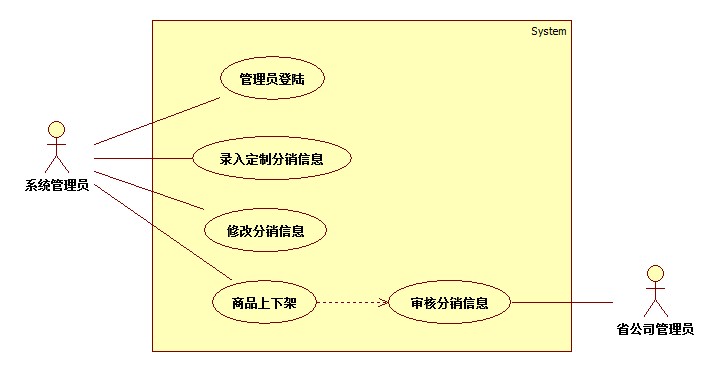 System
管理员登陆
录入定制分销信息
系统管理员
修改分销信息
商品上下架
审核分销信息
省公司管理员